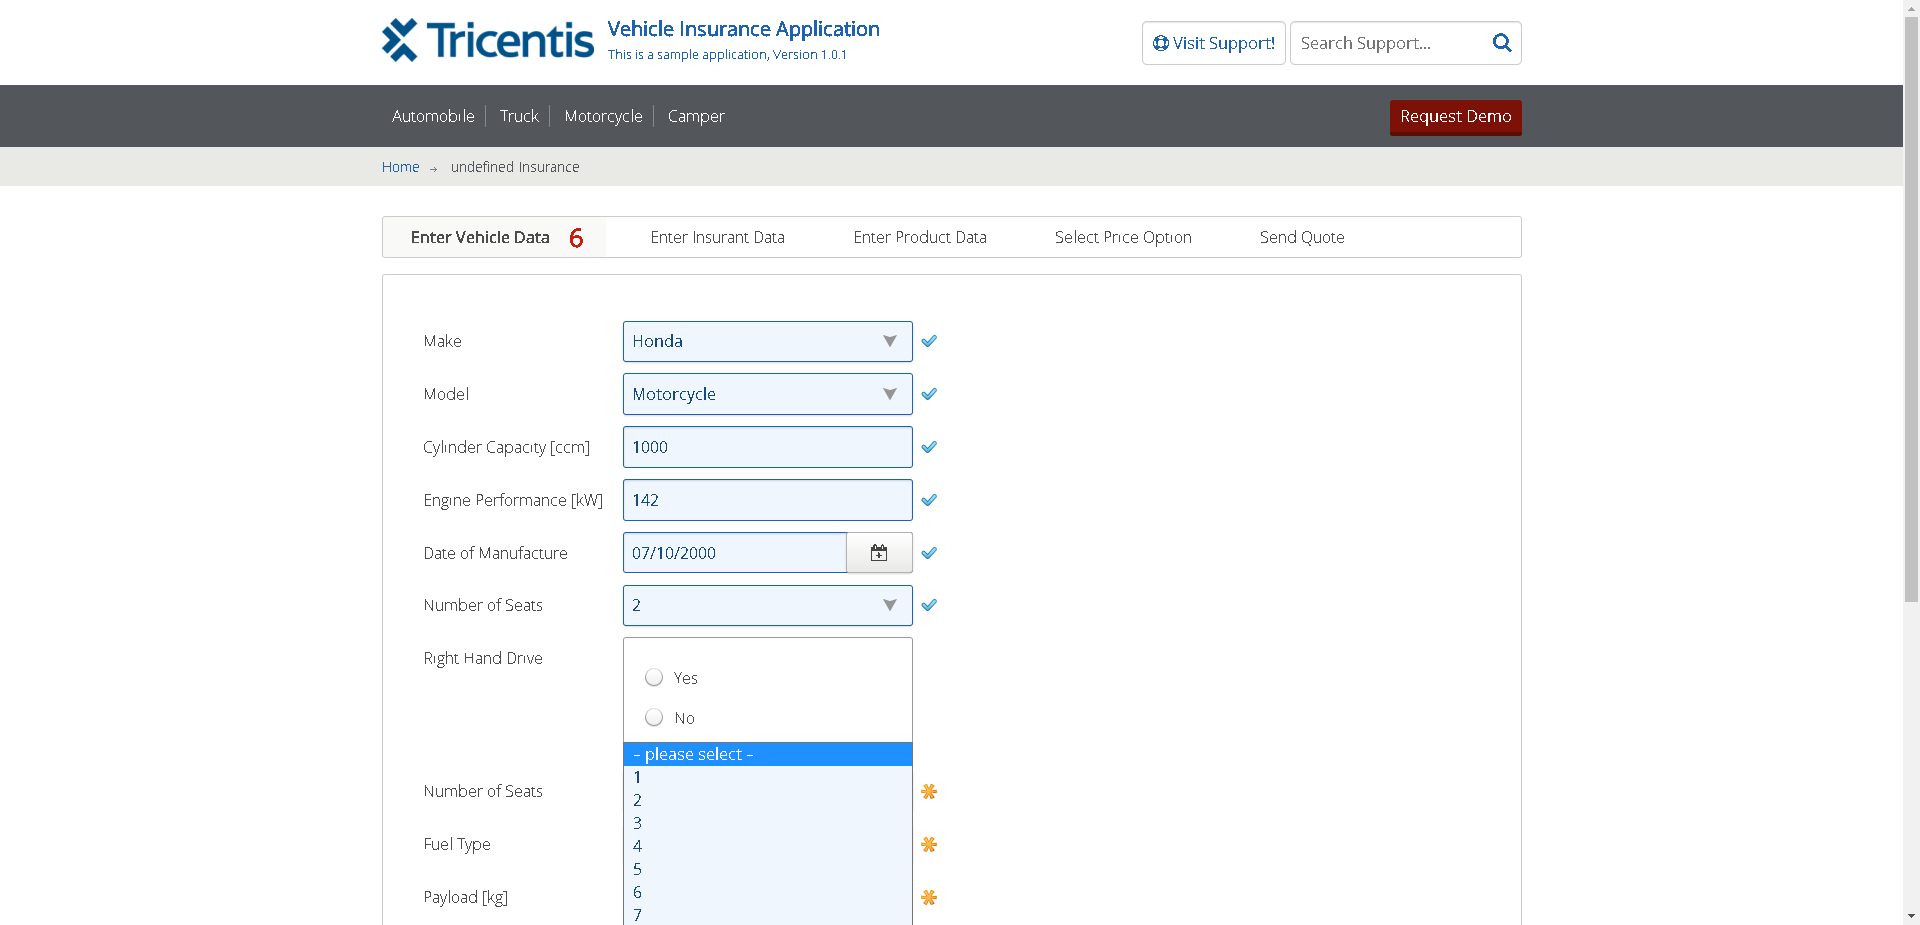 Tricentis
Vehicle Insurance Application
This is a sample application, Version 1.0.1
Visit Support!
Search Support...
Automobile
Truck
Motorcycle
Camper
Request Demo
Home → undefined Insurance
Enter Vehicle Data 6
Enter Insurant Data
Enter Product Data
Select Price Option
Send Quote
Make
Honda
Model
Motorcycle
Cylinder Capacity [ccm]
1000
Engine Performance [kW]
142
Date of Manufacture
07/10/2000
Number of Seats
2
Right Hand Drive
Yes
No
– please select –
1
2
3
4
5
6
7
Number of Seats
Fuel Type
Payload [kg]